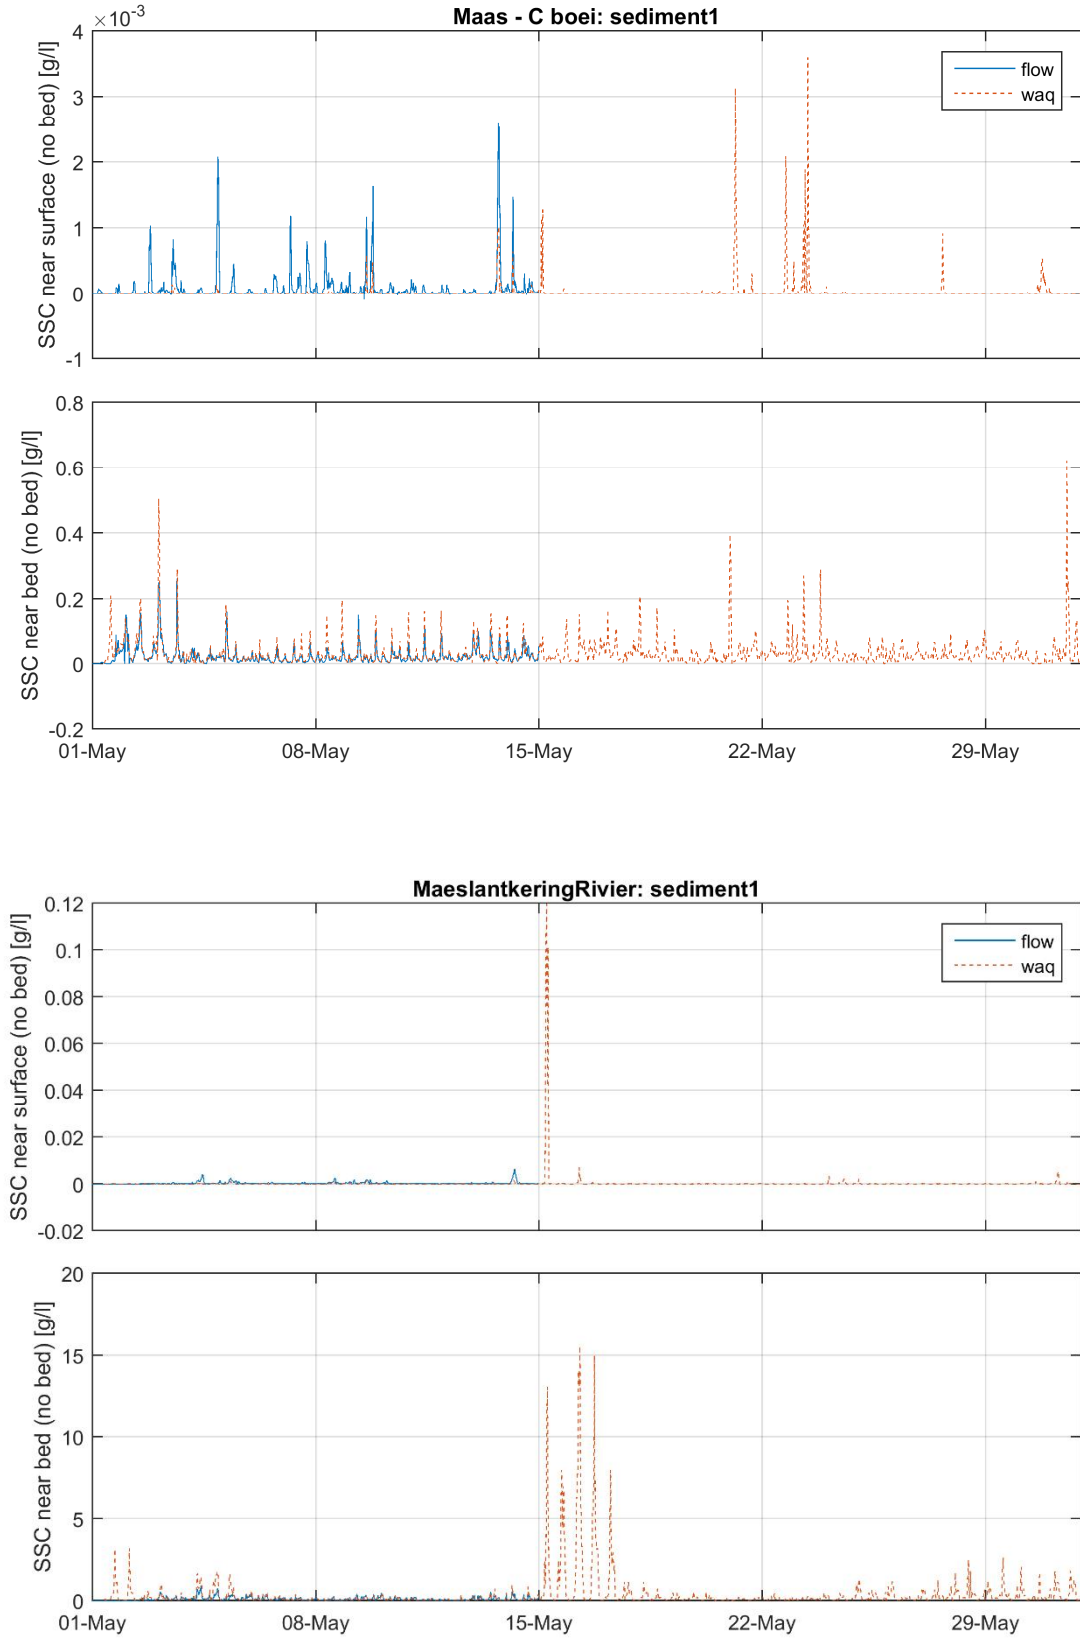 Maas - C boei: sediment1
×10-3
SSC near surface (no bed) [g/l]
4
3
2
1
0
-1
flow
waq
SSC near bed (no bed) [g/l]
0.8
0.6
0.4
0.2
0
-0.2
01-May 08-May 15-May 22-May 29-May
MaeslantkeringRivier: sediment1
SSC near surface (no bed) [g/l]
0.12
0.1
0.08
0.06
0.04
0.02
0
-0.02
flow
waq
SSC near bed (no bed) [g/l]
20
15
10
5
0
01-May 08-May 15-May 22-May 29-May